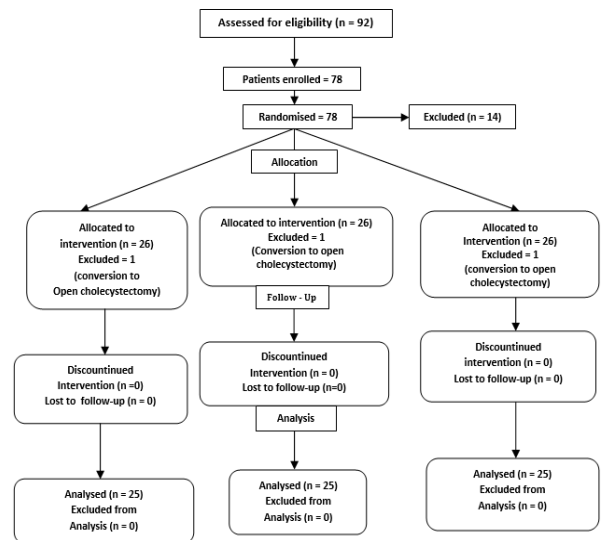 Assessed for eligibility (n = 92)
Patients enrolled = 78
Randomised = 78
Excluded (n = 14)
Allocation
Allocated to
intervention (n = 26)
Excluded = 1
(conversion to
Open cholecystectomy)
Allocated to intervention (n = 26)
Excluded = 1
(Conversion to open
cholecystectomy)
Allocated to
Intervention (n = 26)
Excluded = 1
(conversion to open
cholecystectomy)
Follow - Up
Discontinued
Intervention (n =0)
Lost to follow-up (n = 0)
Discontinued
Intervention (n = 0)
Lost to follow-up (n=0)
Discontinued
intervention (n = 0)
Lost to follow-up (n = 0)
Analysis
Analysed (n = 25)
Excluded from
Analysis (n = 0)
Analysed (n = 25)
Excluded from
Analysis (n = 0)
Analysed (n = 25)
Excluded from
Analysis (n = 0)